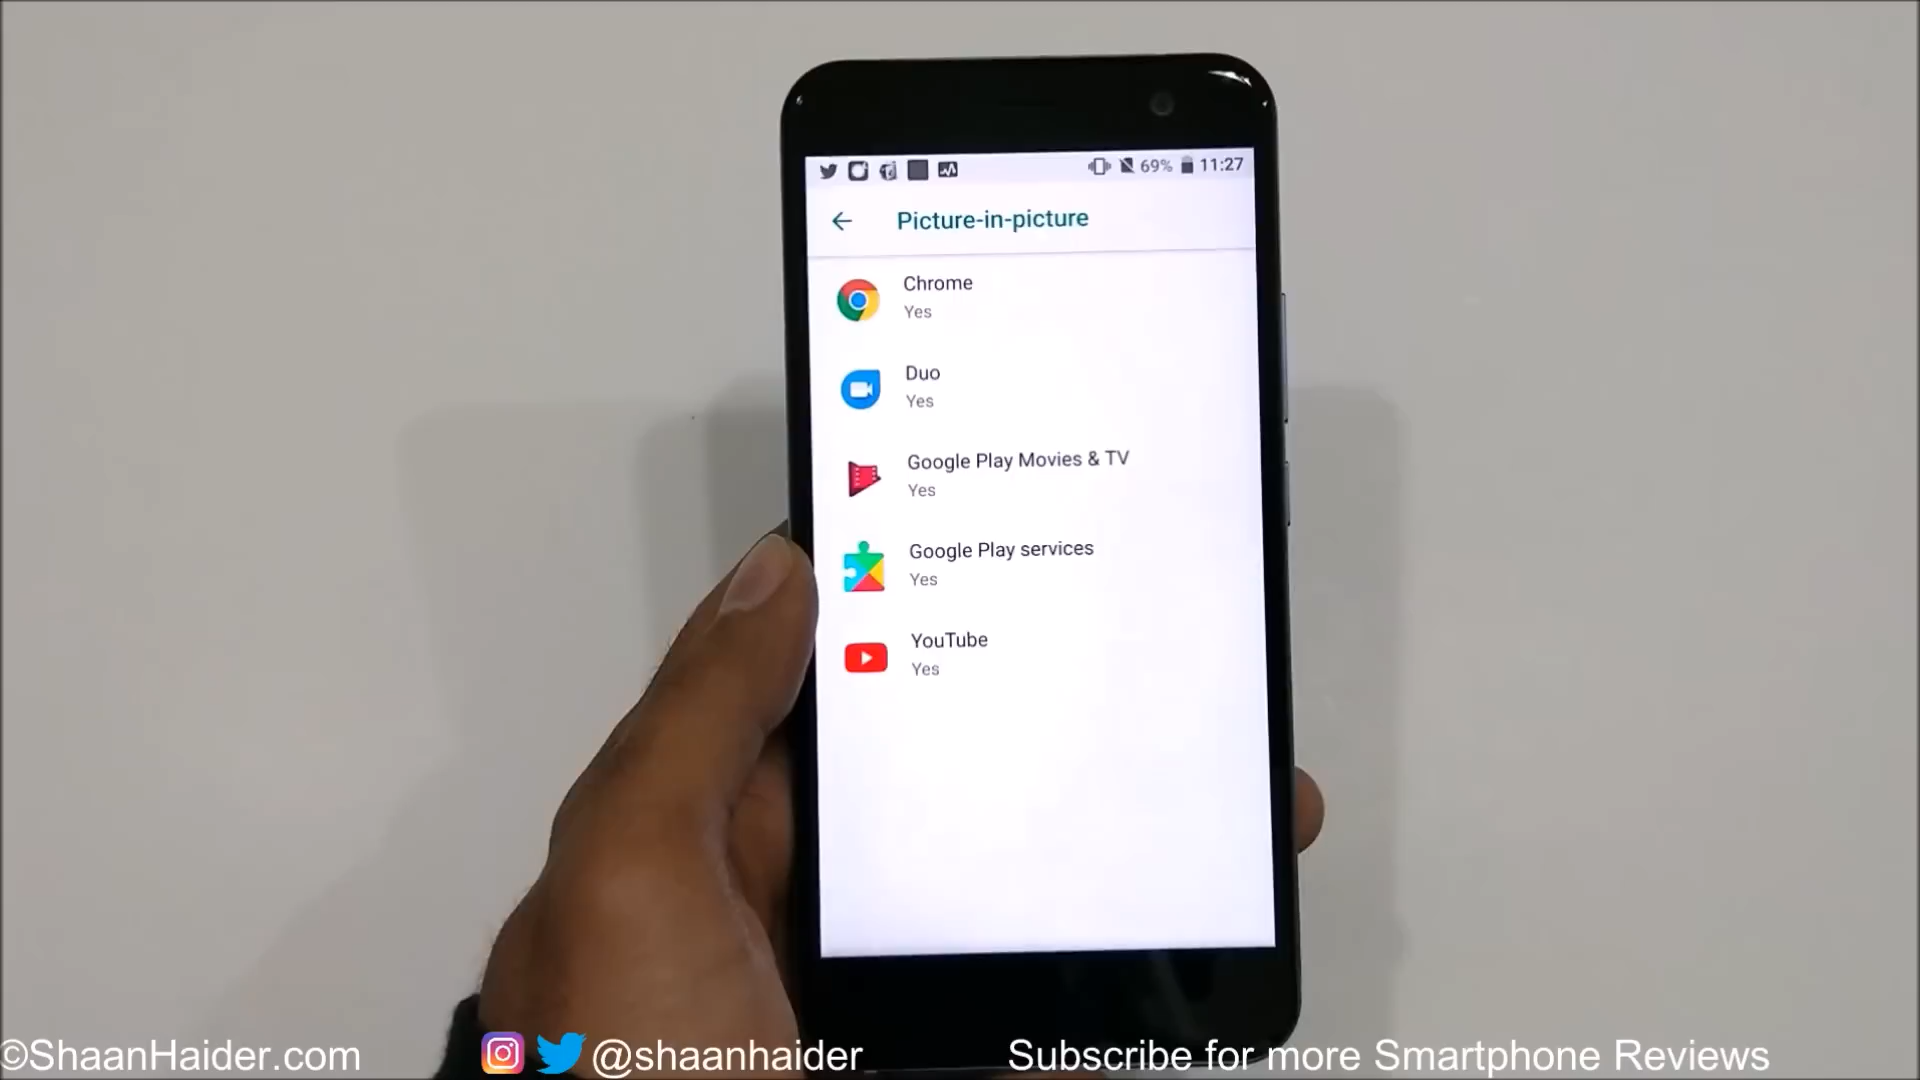 69% 11:27
Picture-in-picture
Chrome
Yes
Duo
Yes
Google Play Movies & TV
Yes
Google Play services
Yes
YouTube
Yes
©ShaanHaider.com @shaanhaider Subscribe for more Smartphone Reviews